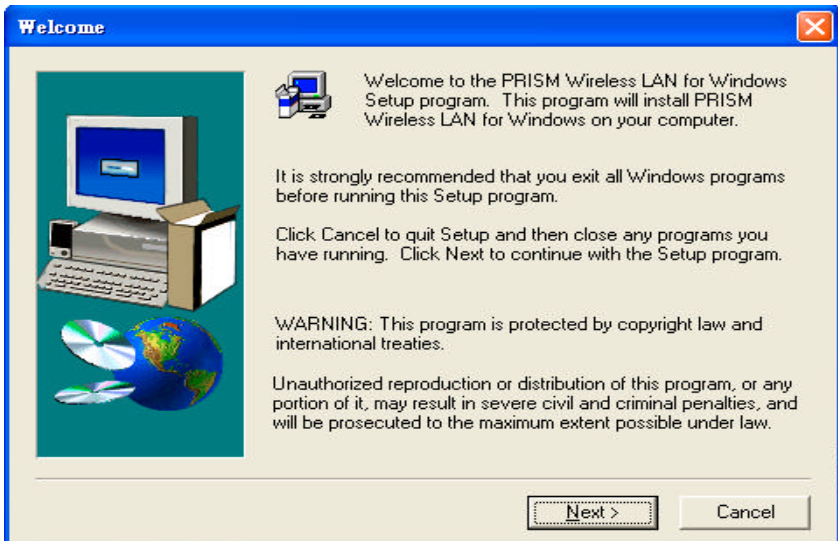 Welcome
Welcome to the PRISM Wireless LAN for Windows
Setup program. This program will install PRISM
Wireless LAN for Windows on your computer.
It is strongly recommended that you exit all Windows programs
before running this Setup program.
Click Cancel to quit Setup and then close any programs you
have running. Click Next to continue with the Setup program.
WARNING: This program is protected by copyright law and
international treaties.
Unauthorized reproduction or distribution of this program, or any
portion of it, may result in severe civil and criminal penalties, and
will be prosecuted to the maximum extent possible under law.
Next >
Cancel